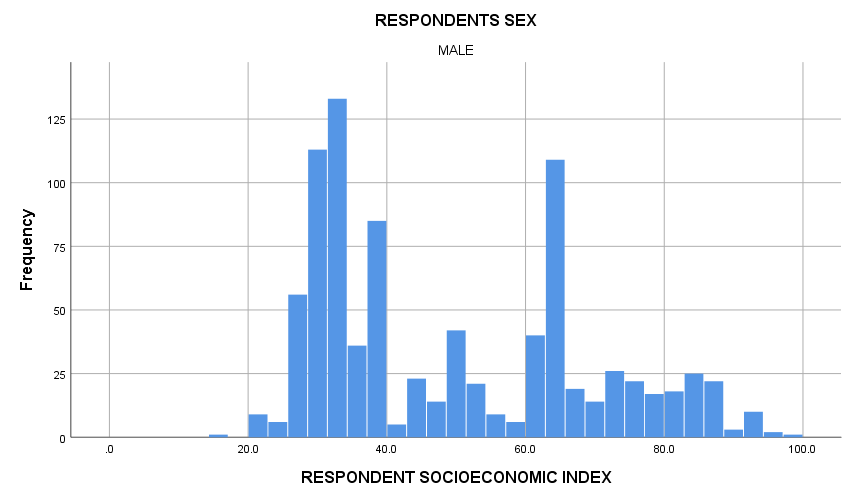 RESPONDENTS SEX
MALE
Frequency
125
100
75
50
25
0
.0 20.0 40.0 60.0 80.0 100.0
RESPONDENT SOCIOECONOMIC INDEX